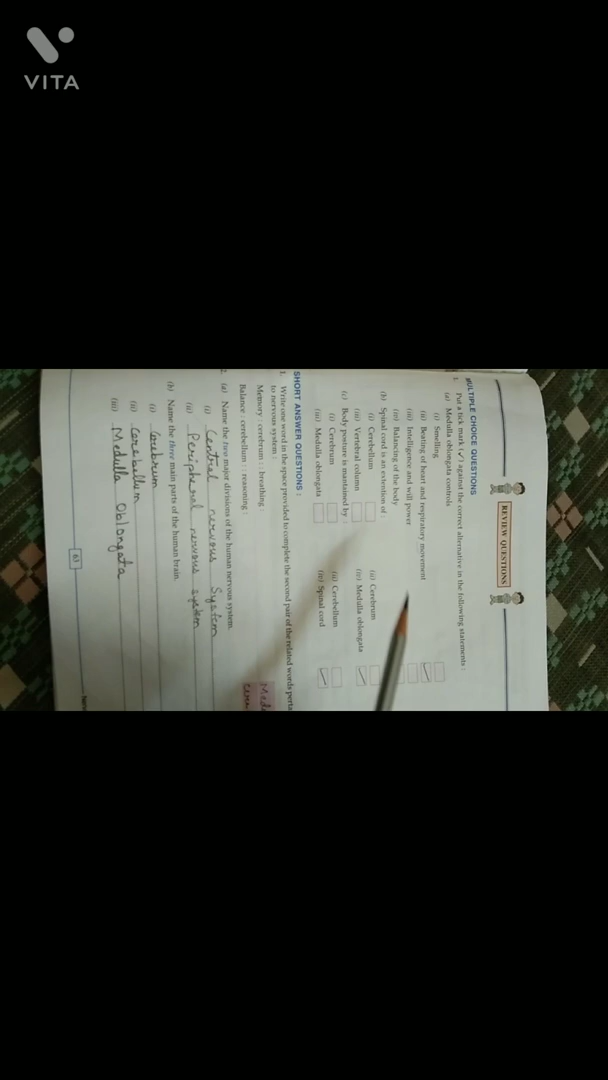 VITA
REVIEW QUESTIONS
MULTIPLE CHOICE QUESTIONS
Put a tick mark (✓) against the correct alternative in the following statements :
(a) Medulla oblongata controls
(i) Smelling
(ii) Beating of heart and respiratory movement
(iii) Intelligence and will power
(iv) Balancing of the body
(b) Spinal cord is an extention of :
(i) Cerebellum (ii) Cerebrum
(iii) Vertebral column (iv) Medulla oblongata
(c) Body posture is mantained by :
(i) Cerebrum (ii) Cerebellum
(iii) Medulla oblongata (iv) Spinal cord
SHORT ANSWER QUESTIONS :
1. Write one word in the space provided to complete the second pair of the related words perta
to nervous system :
Memory : cerebrum : : breathing :
Balance : cerebellum : : reasoning :
2. (a) Name the two major divisions of the human nervous system.
(i) Central nervous System
(ii) Peripheral nervous system
(b) Name the three main parts of the human brain.
(i) Cerebrum
(ii) Cerebellum
(iii) Medulla Oblongata
63